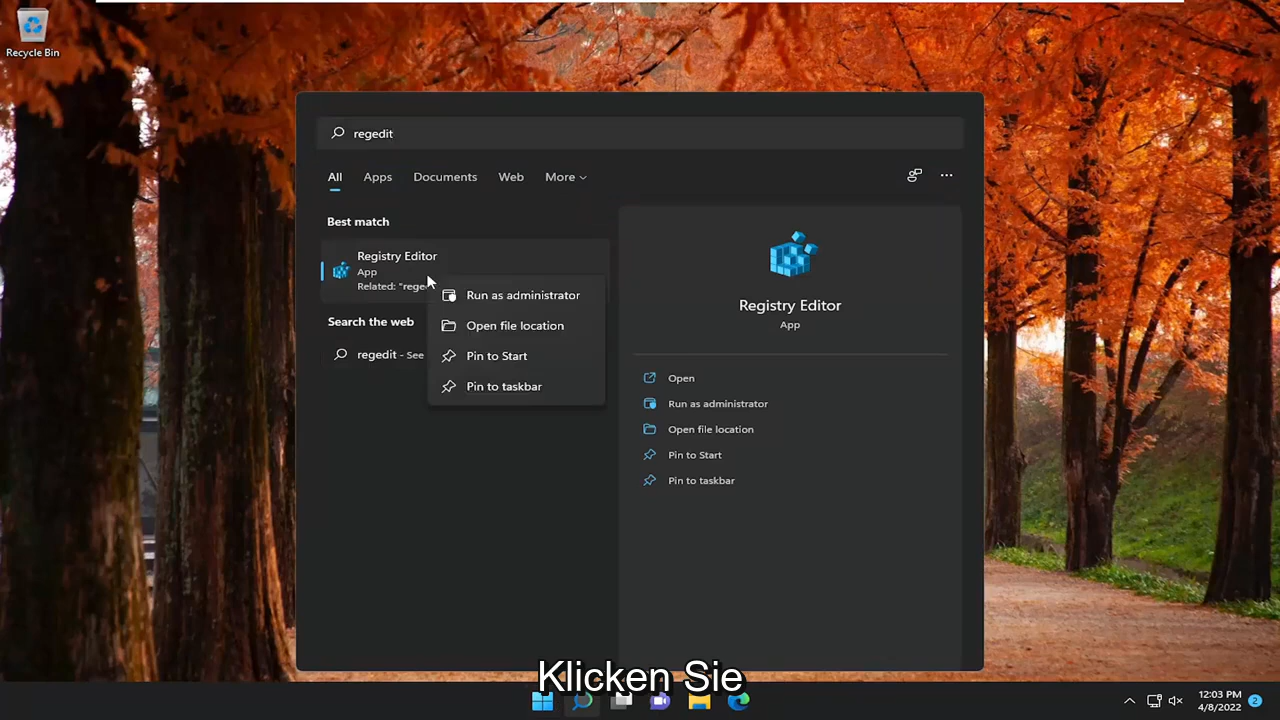 Recycle Bin
regedit
All Apps Documents Web More
Best match
Registry Editor
App
Related: "rege
Search the web
regedit - See
Run as administrator
Open file location
Pin to Start
Pin to taskbar
Registry Editor
App
Open
Run as administrator
Open file location
Pin to Start
Pin to taskbar
Klicken Sie
12:03 PM
4/8/2022
2